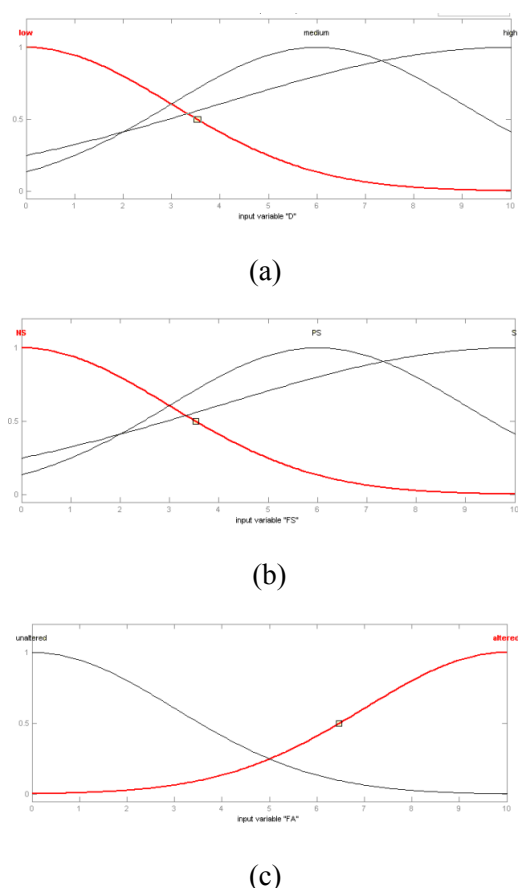 low medium high
1
0.5
0
0 1 2 3 4 5 6 7 8 9 10
input variable "D"
(a)
NS PS S
1
0.5
0
0 1 2 3 4 5 6 7 8 9 10
input variable "FS"
(b)
unaltered altered
1
0.5
0
0 1 2 3 4 5 6 7 8 9 10
input variable "FA"
(c)